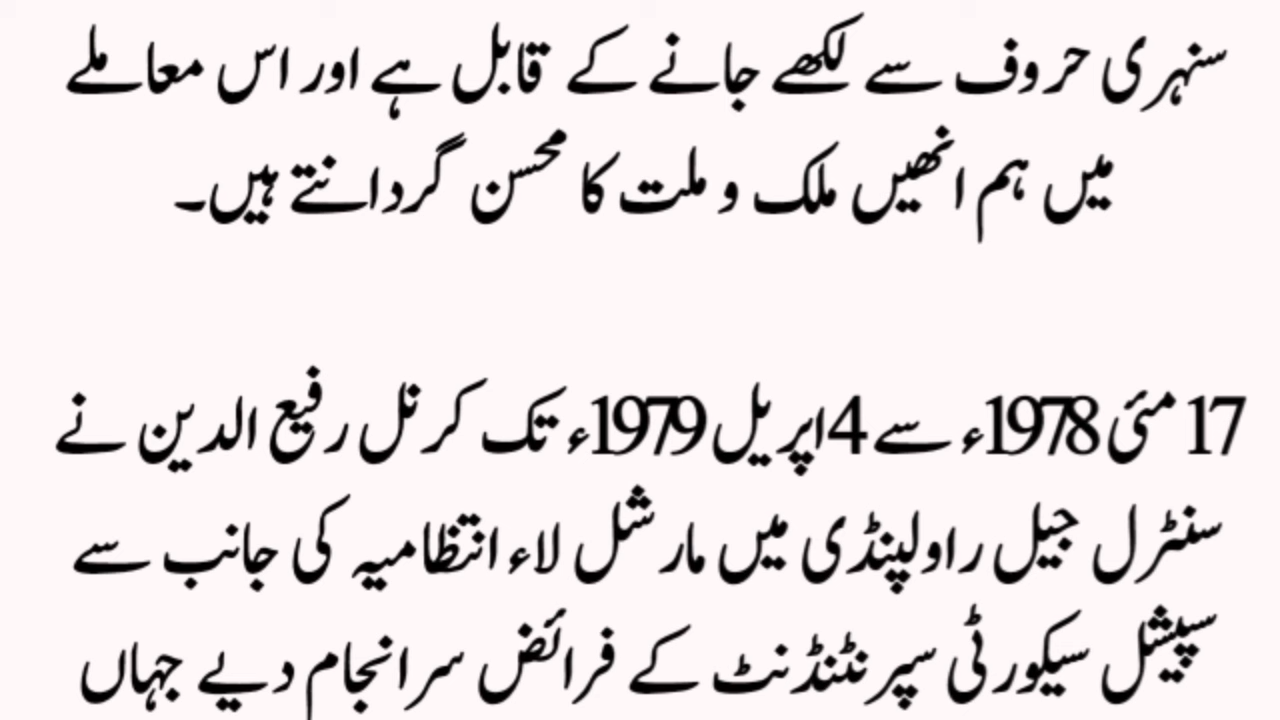 سنہری حروف سے لکھے جانے کے قابل ہے اور اس معاملے
میں ہم انھیں ملک و ملت کا محسن گردانتے ہیں۔
17 مئی 1978ء سے 4 اپریل 1979ء تک کرنل رفیع الدین نے
سنٹرل جیل راولپنڈی میں مارشل لاء انتظامیہ کی جانب سے
سپیشل سیکورٹی سپرنٹنڈنٹ کے فرائض سرانجام دیے جہاں